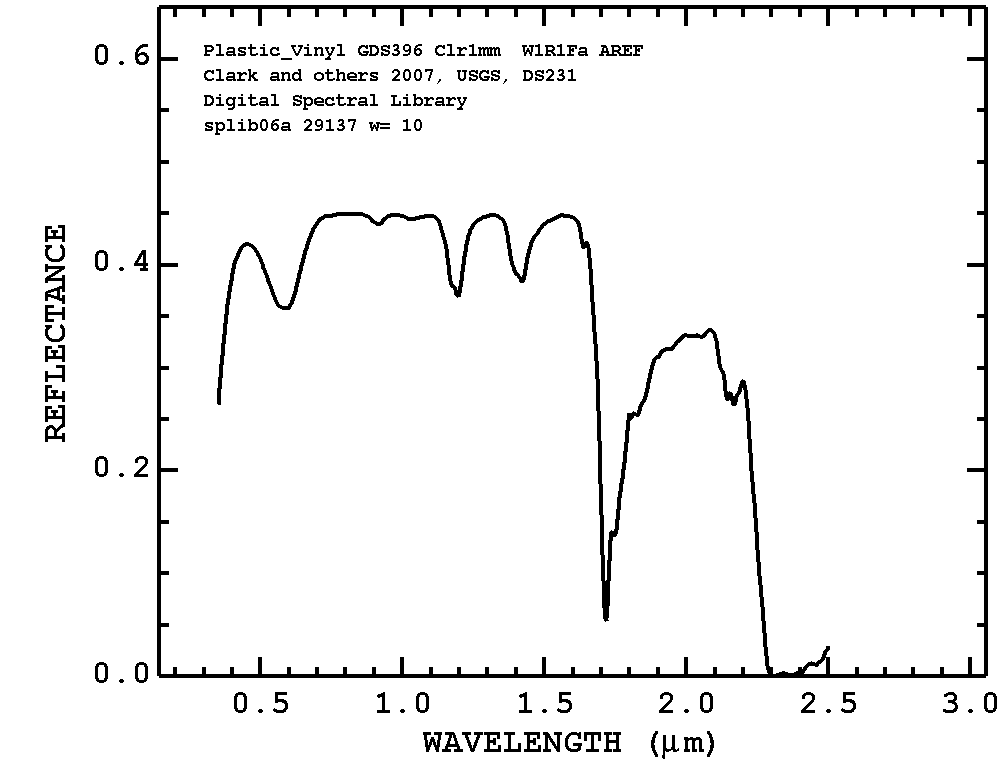 Plastic_Vinyl GDS396 Clr1mm W1R1Fa AREF
Clark and others 2007, USGS, DS231
Digital Spectral Library
splib06a 29137 w= 10
REFLECTANCE
0.6
0.4
0.2
0.0
0.5 1.0 1.5 2.0 2.5 3.0
WAVELENGTH (μm)